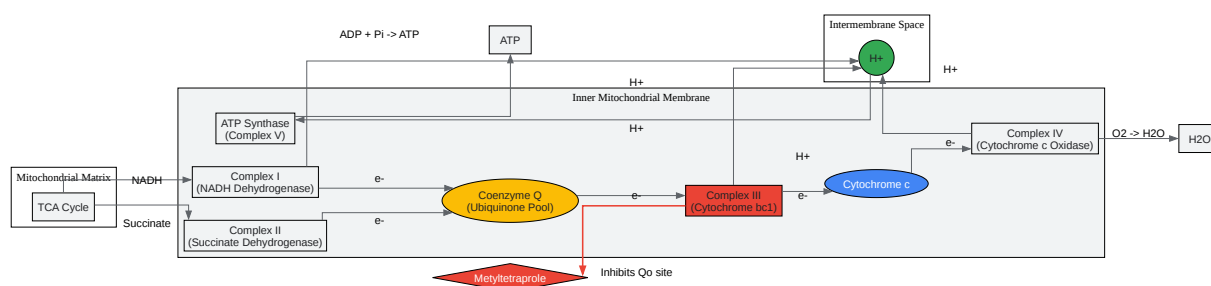 Intermembrane Space
ADP + Pi -> ATP
ATP
H+
H+
H+
Inner Mitochondrial Membrane
ATP Synthase
(Complex V)
H+
Complex IV
(Cytochrome c Oxidase)
O2 -> H2O
H2O
e-
H+
Mitochondrial Matrix
NADH
Complex I
(NADH Dehydrogenase)
e-
Cytochrome c
TCA Cycle
Coenzyme Q
(Ubiquinone Pool)
e-
Complex III
(Cytochrome bc1)
e-
Succinate
Complex II
(Succinate Dehydrogenase)
e-
Metyltetraprole
Inhibits Qo site